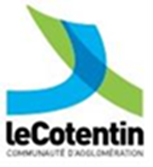 leCotentin
COMMUNAUTÉ D'AGGLOMÉRATION